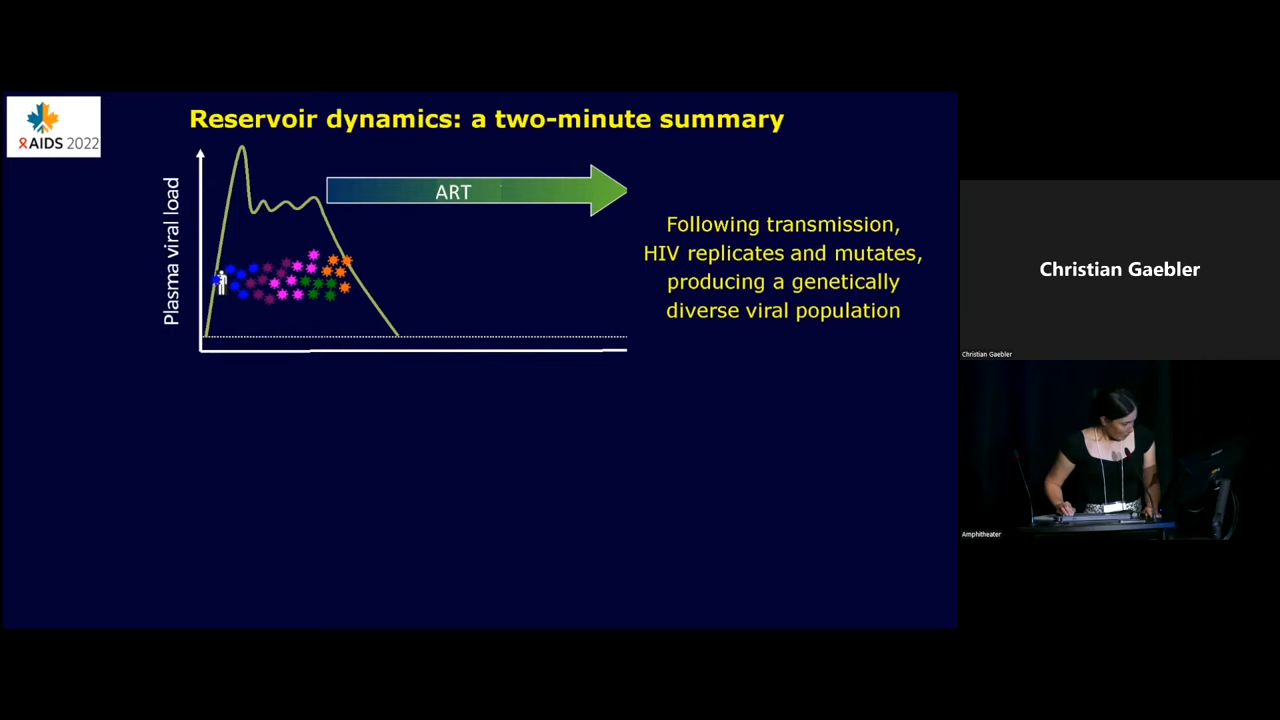 Reservoir dynamics: a two-minute summary
AIDS 2022
Plasma viral load
ART
Following transmission,
HIV replicates and mutates,
producing a genetically
diverse viral population
Christian Gaebler
Christian Gaebler
Amphitheater